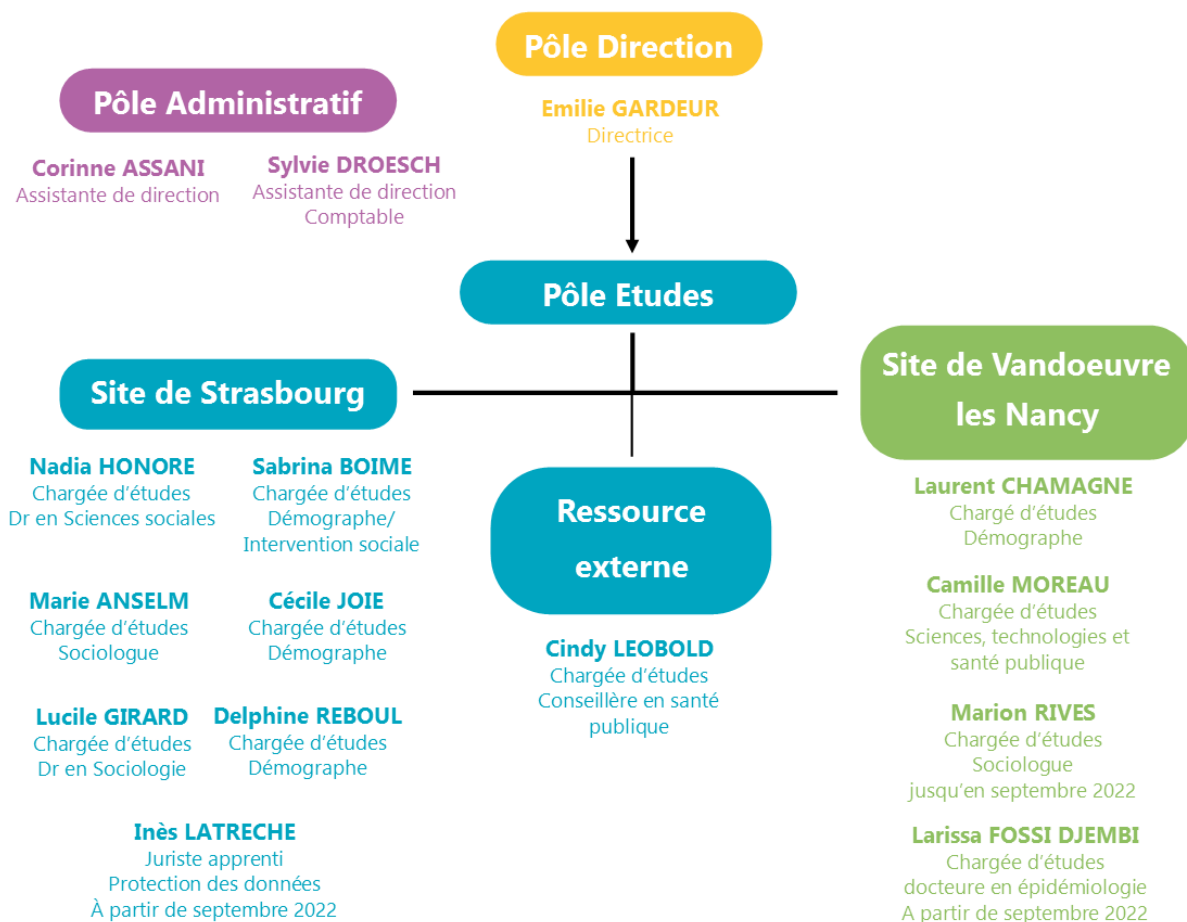 Pôle Direction
Emilie GARDEUR
Directrice
Pôle Administratif
Corinne ASSANI
Assistante de direction
Sylvie DROESCH
Assistante de direction
Comptable
Pôle Etudes
Site de Strasbourg
Nadia HONORE
Chargée d'études
Dr en Sciences sociales
Sabrina BOIME
Chargée d'études
Démographe/
Intervention sociale
Marie ANSELM
Chargée d'études
Sociologue
Cécile JOIE
Chargée d'études
Démographe
Lucile GIRARD
Chargée d'études
Dr en Sociologie
Delphine REBOUL
Chargée d'études
Démographe
Inès LATRECHE
Juriste apprenti
Protection des données
À partir de septembre 2022
Ressource
externe
Cindy LEOBOLD
Chargée d'études
Conseillère en santé
publique
Site de Vandoeuvre
les Nancy
Laurent CHAMAGNE
Chargé d'études
Démographe
Camille MOREAU
Chargée d'études
Sciences, technologies et
santé publique
Marion RIVES
Chargée d'études
Sociologue
jusqu'en septembre 2022
Larissa FOSSI DJEMBI
Chargée d'études
docteure en épidémiologie
A partir de septembre 2022